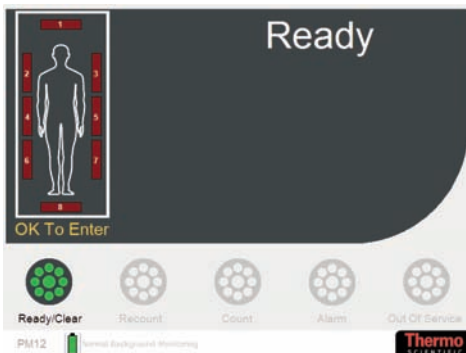 Ready
1
2 3
4 5
6 7
8
OK To Enter
Ready/Clear Recount Count Alarm Out Of Service
PM12 Normal Background Monitoring Thermo
SCIENTIFIC